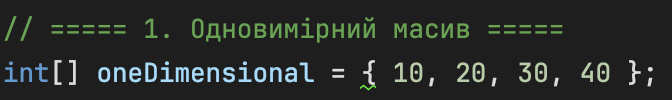 // ===== 1. Одновимірний масив =====
int[] oneDimensional = { 10, 20, 30, 40 };